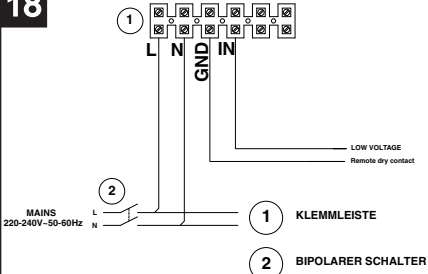 18
1
L N GND IN
LOW VOLTAGE
Remote dry contact
2
MAINS
220-240V~50-60Hz
L
N
1 KLEMMLEISTE
2 BIPOLARER SCHALTER